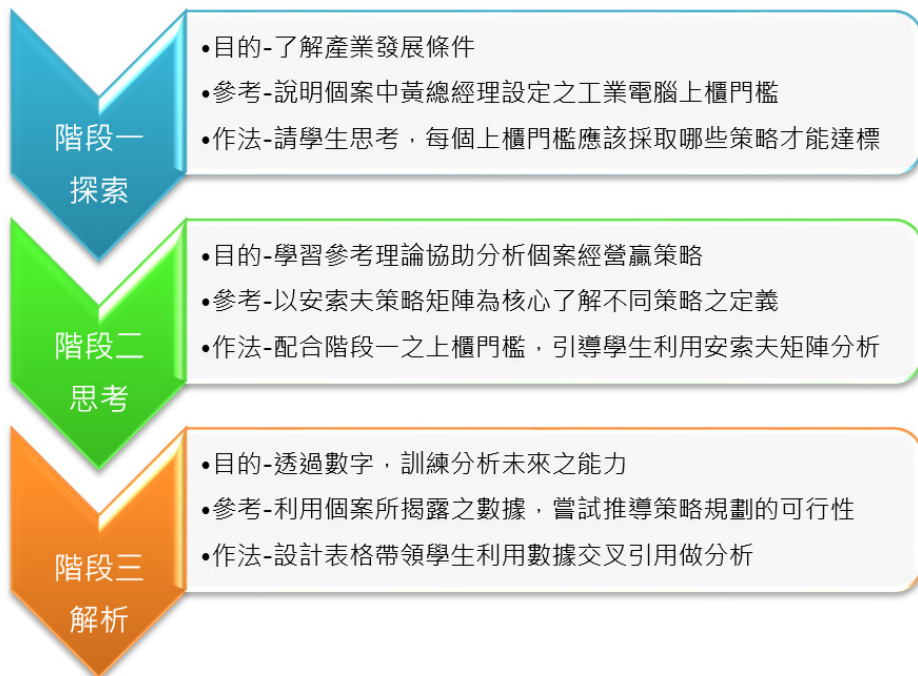 階段一
探索
•目的-了解產業發展條件
•參考-說明個案中黃總經理設定之工業電腦上櫃門檻
•作法-請學生思考，每個上櫃門檻應該採取哪些策略才能達標
階段二
思考
•目的-學習參考理論協助分析個案經營贏策略
•參考-以安索夫策略矩陣為核心了解不同策略之定義
•作法-配合階段一之上櫃門檻，引導學生利用安索夫矩陣分析
階段三
解析
•目的-透過數字，訓練分析未來之能力
•參考-利用個案所揭露之數據，嘗試推導策略規劃的可行性
•作法-設計表格帶領學生利用數據交叉引用做分析